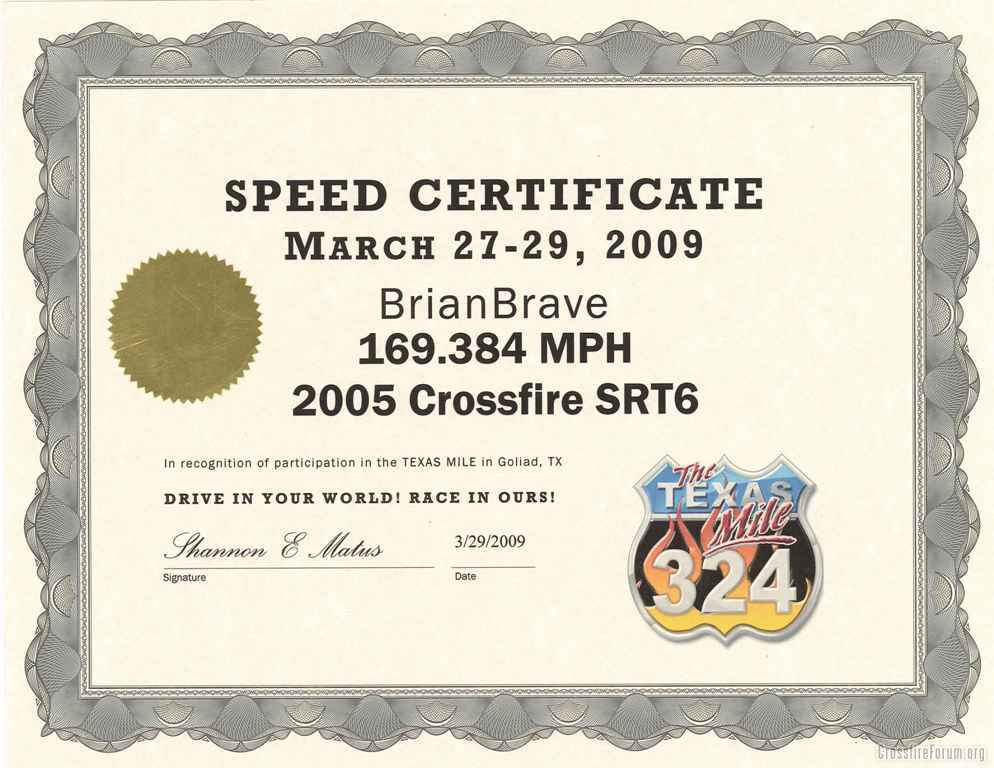 SPEED CERTIFICATE
MARCH 27-29, 2009
BrianBrave
169.384 MPH
2005 Crossfire SRT6
In recognition of participation in the TEXAS MILE in Goliad, TX
DRIVE IN YOUR WORLD! RACE IN OURS!
Shannon E Matus
3/29/2009
Signature
Date
The
TEXAS
Mile
324
CrossfireForum.org